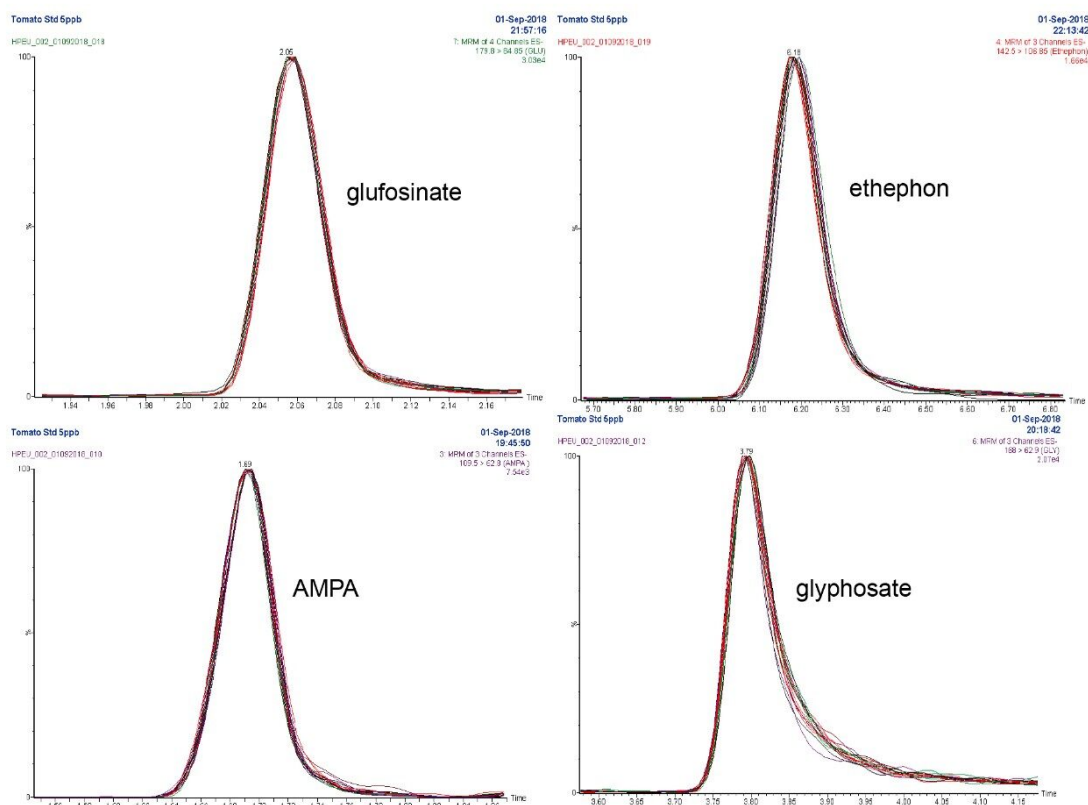 Tomato Std 5ppb
01-Sep-2018
21:57:16
HPEU_002_01092018_018
7: MRM of 4 Channels ES-
179.8 > 84.85 (GLU)
3.03e4
2.06
100
%
0
glufosinate
1.94 1.96 1.98 2.00 2.02 2.04 2.06 2.08 2.10 2.12 2.14 2.16
Time
Tomato Std 5ppb
01-Sep-2018
22:13:42
HPEU_002_01092018_019
4: MRM of 3 Channels ES-
142.5 > 106.85 (Ethephon)
1.66e4
6.18
100
%
0
ethephon
5.70 5.80 5.90 6.00 6.10 6.20 6.30 6.40 6.50 6.60 6.70 6.80
Time
Tomato Std 5ppb
01-Sep-2018
19:45:50
HPEU_002_01092018_010
3: MRM of 3 Channels ES-
109.5 > 62.9 (AMPA)
7.54e3
1.69
100
%
0
AMPA
Time
Tomato Std 5ppb
01-Sep-2018
20:18:42
HPEU_002_01092018_012
6: MRM of 3 Channels ES-
168 > 62.9 (GLY)
2.07e4
3.79
100
%
0
glyphosate
3.60 3.65 3.70 3.75 3.80 3.85 3.90 3.95 4.00 4.05 4.10 4.15
Time